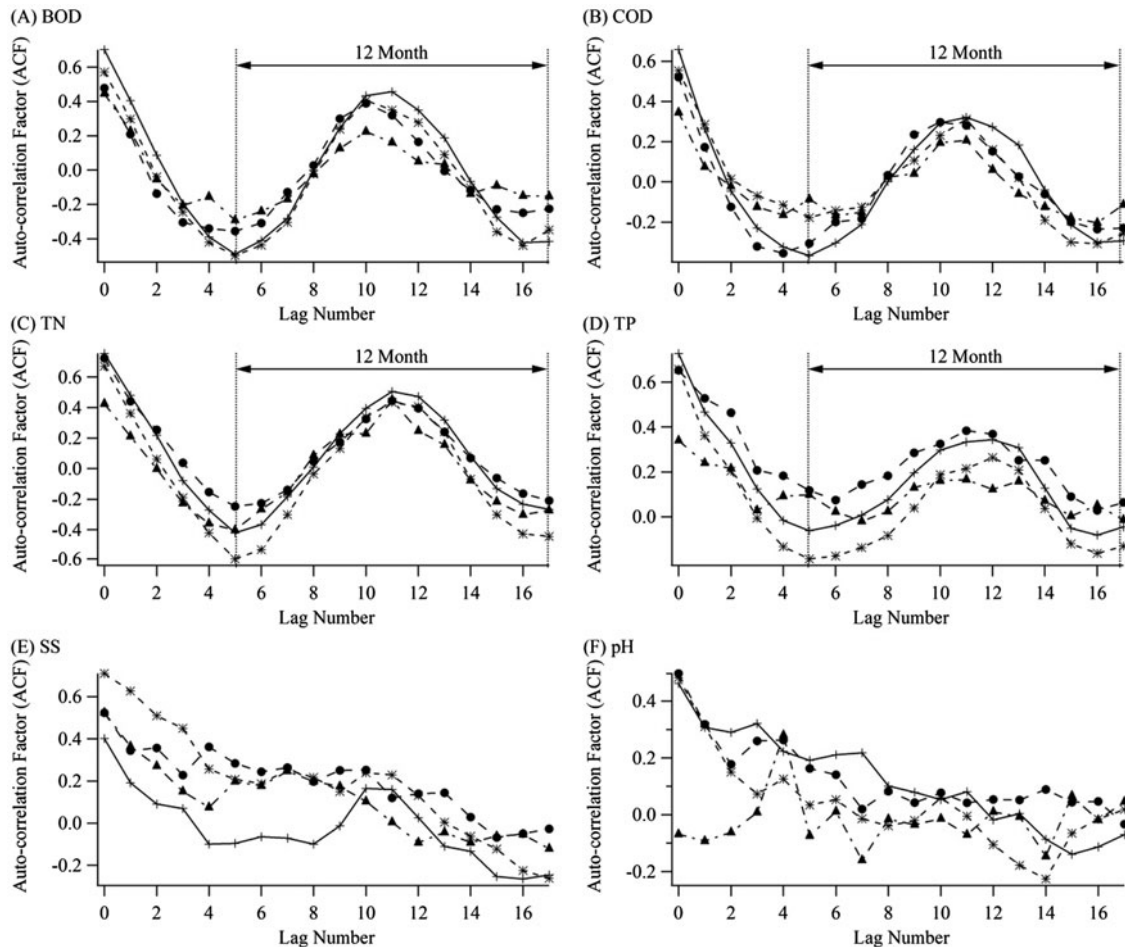 (A) BOD
Auto-correlation Factor (ACF)
12 Month
0.6
0.4
0.2
0.0
-0.2
-0.4
0 2 4 6 8 10 12 14 16
Lag Number
(B) COD
Auto-correlation Factor (ACF)
12 Month
0.6
0.4
0.2
0.0
-0.2
0 2 4 6 8 10 12 14 16
Lag Number
(C) TN
Auto-correlation Factor (ACF)
12 Month
0.6
0.4
0.2
0.0
-0.2
-0.4
-0.6
0 2 4 6 8 10 12 14 16
Lag Number
(D) TP
Auto-correlation Factor (ACF)
12 Month
0.6
0.4
0.2
0.0
0 2 4 6 8 10 12 14 16
Lag Number
(E) SS
Auto-correlation Factor (ACF)
0.6
0.4
0.2
0.0
-0.2
0 2 4 6 8 10 12 14 16
Lag Number
(F) pH
Auto-correlation Factor (ACF)
0.4
0.2
0.0
-0.2
0 2 4 6 8 10 12 14 16
Lag Number